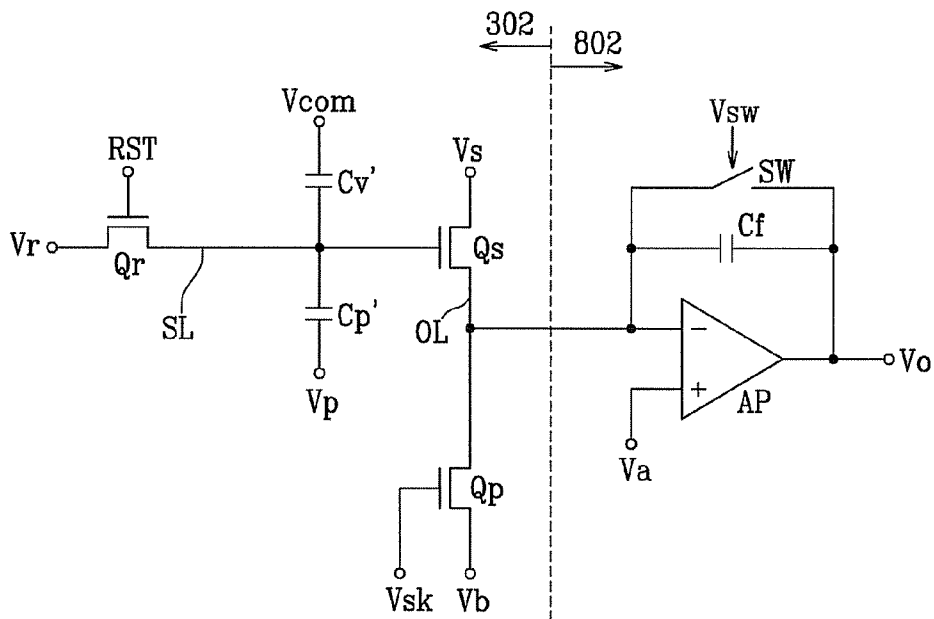 302
802
Vcom
Vsw
RST
Cv'
Vs
SW
Vr
Qr
Qs
Cf
SL
Cp'
OL
−
Vo
Vp
+
AP
Va
Qp
Vsk
Vb